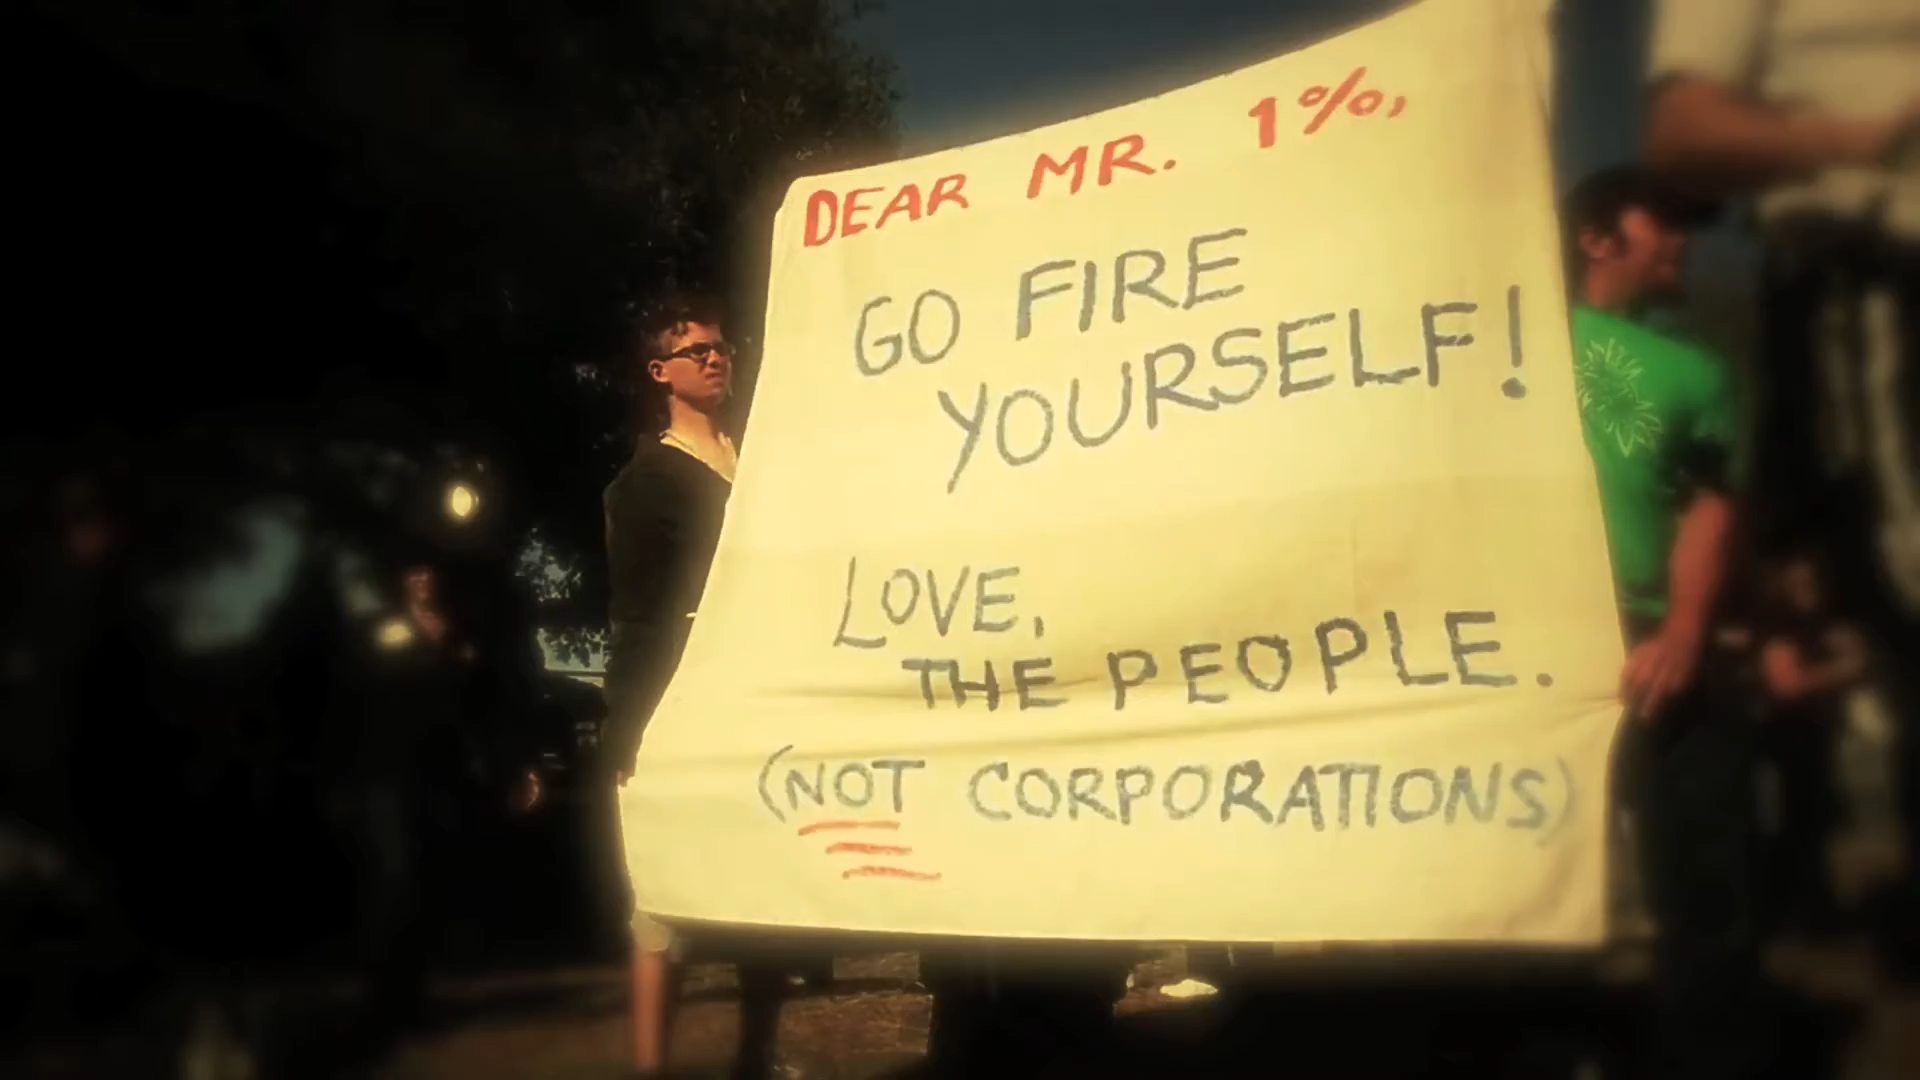 DEAR MR. 1%,
GO FIRE
YOURSELF!
LOVE,
THE PEOPLE.
(NOT CORPORATIONS)